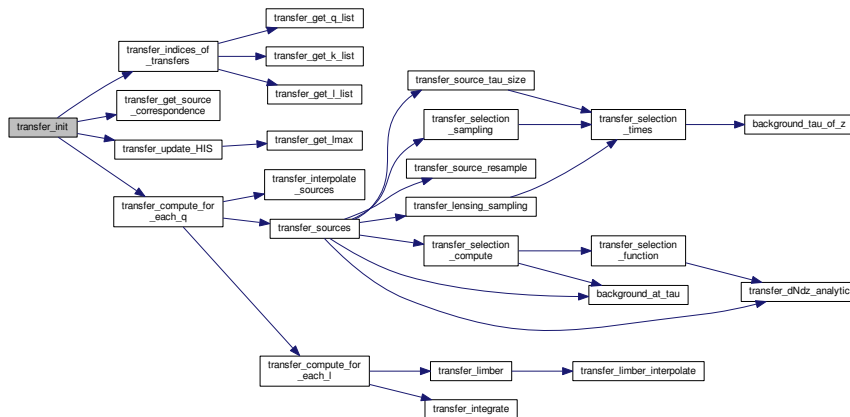 transfer_init
transfer_indices_of
_transfers
transfer_get_source
_correspondence
transfer_update_HIS
transfer_compute_for
_each_q
transfer_get_q_list
transfer_get_k_list
transfer_get_l_list
transfer_get_lmax
transfer_interpolate
_sources
transfer_sources
transfer_compute_for
_each_l
transfer_source_tau_size
transfer_selection
_sampling
transfer_source_resample
transfer_lensing_sampling
transfer_selection
_compute
transfer_limber
transfer_integrate
transfer_selection
_times
transfer_selection
_function
background_at_tau
transfer_limber_interpolate
background_tau_of_z
transfer_dNdz_analytic